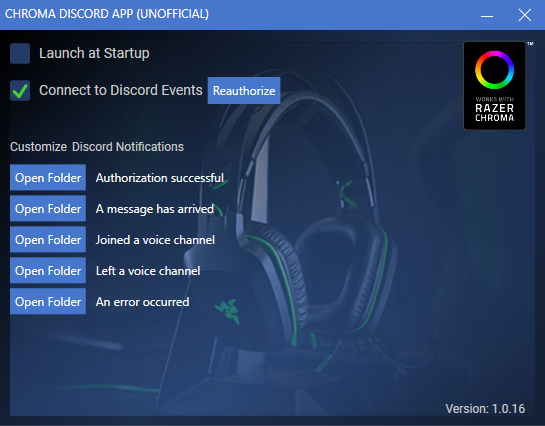 CHROMA DISCORD APP (UNOFFICIAL)
Launch at Startup
Connect to Discord Events Reauthorize
WORKS WITH
RAZER
CHROMA
™
Customize Discord Notifications
Open Folder Authorization successful
Open Folder A message has arrived
Open Folder Joined a voice channel
Open Folder Left a voice channel
Open Folder An error occurred
Version: 1.0.16